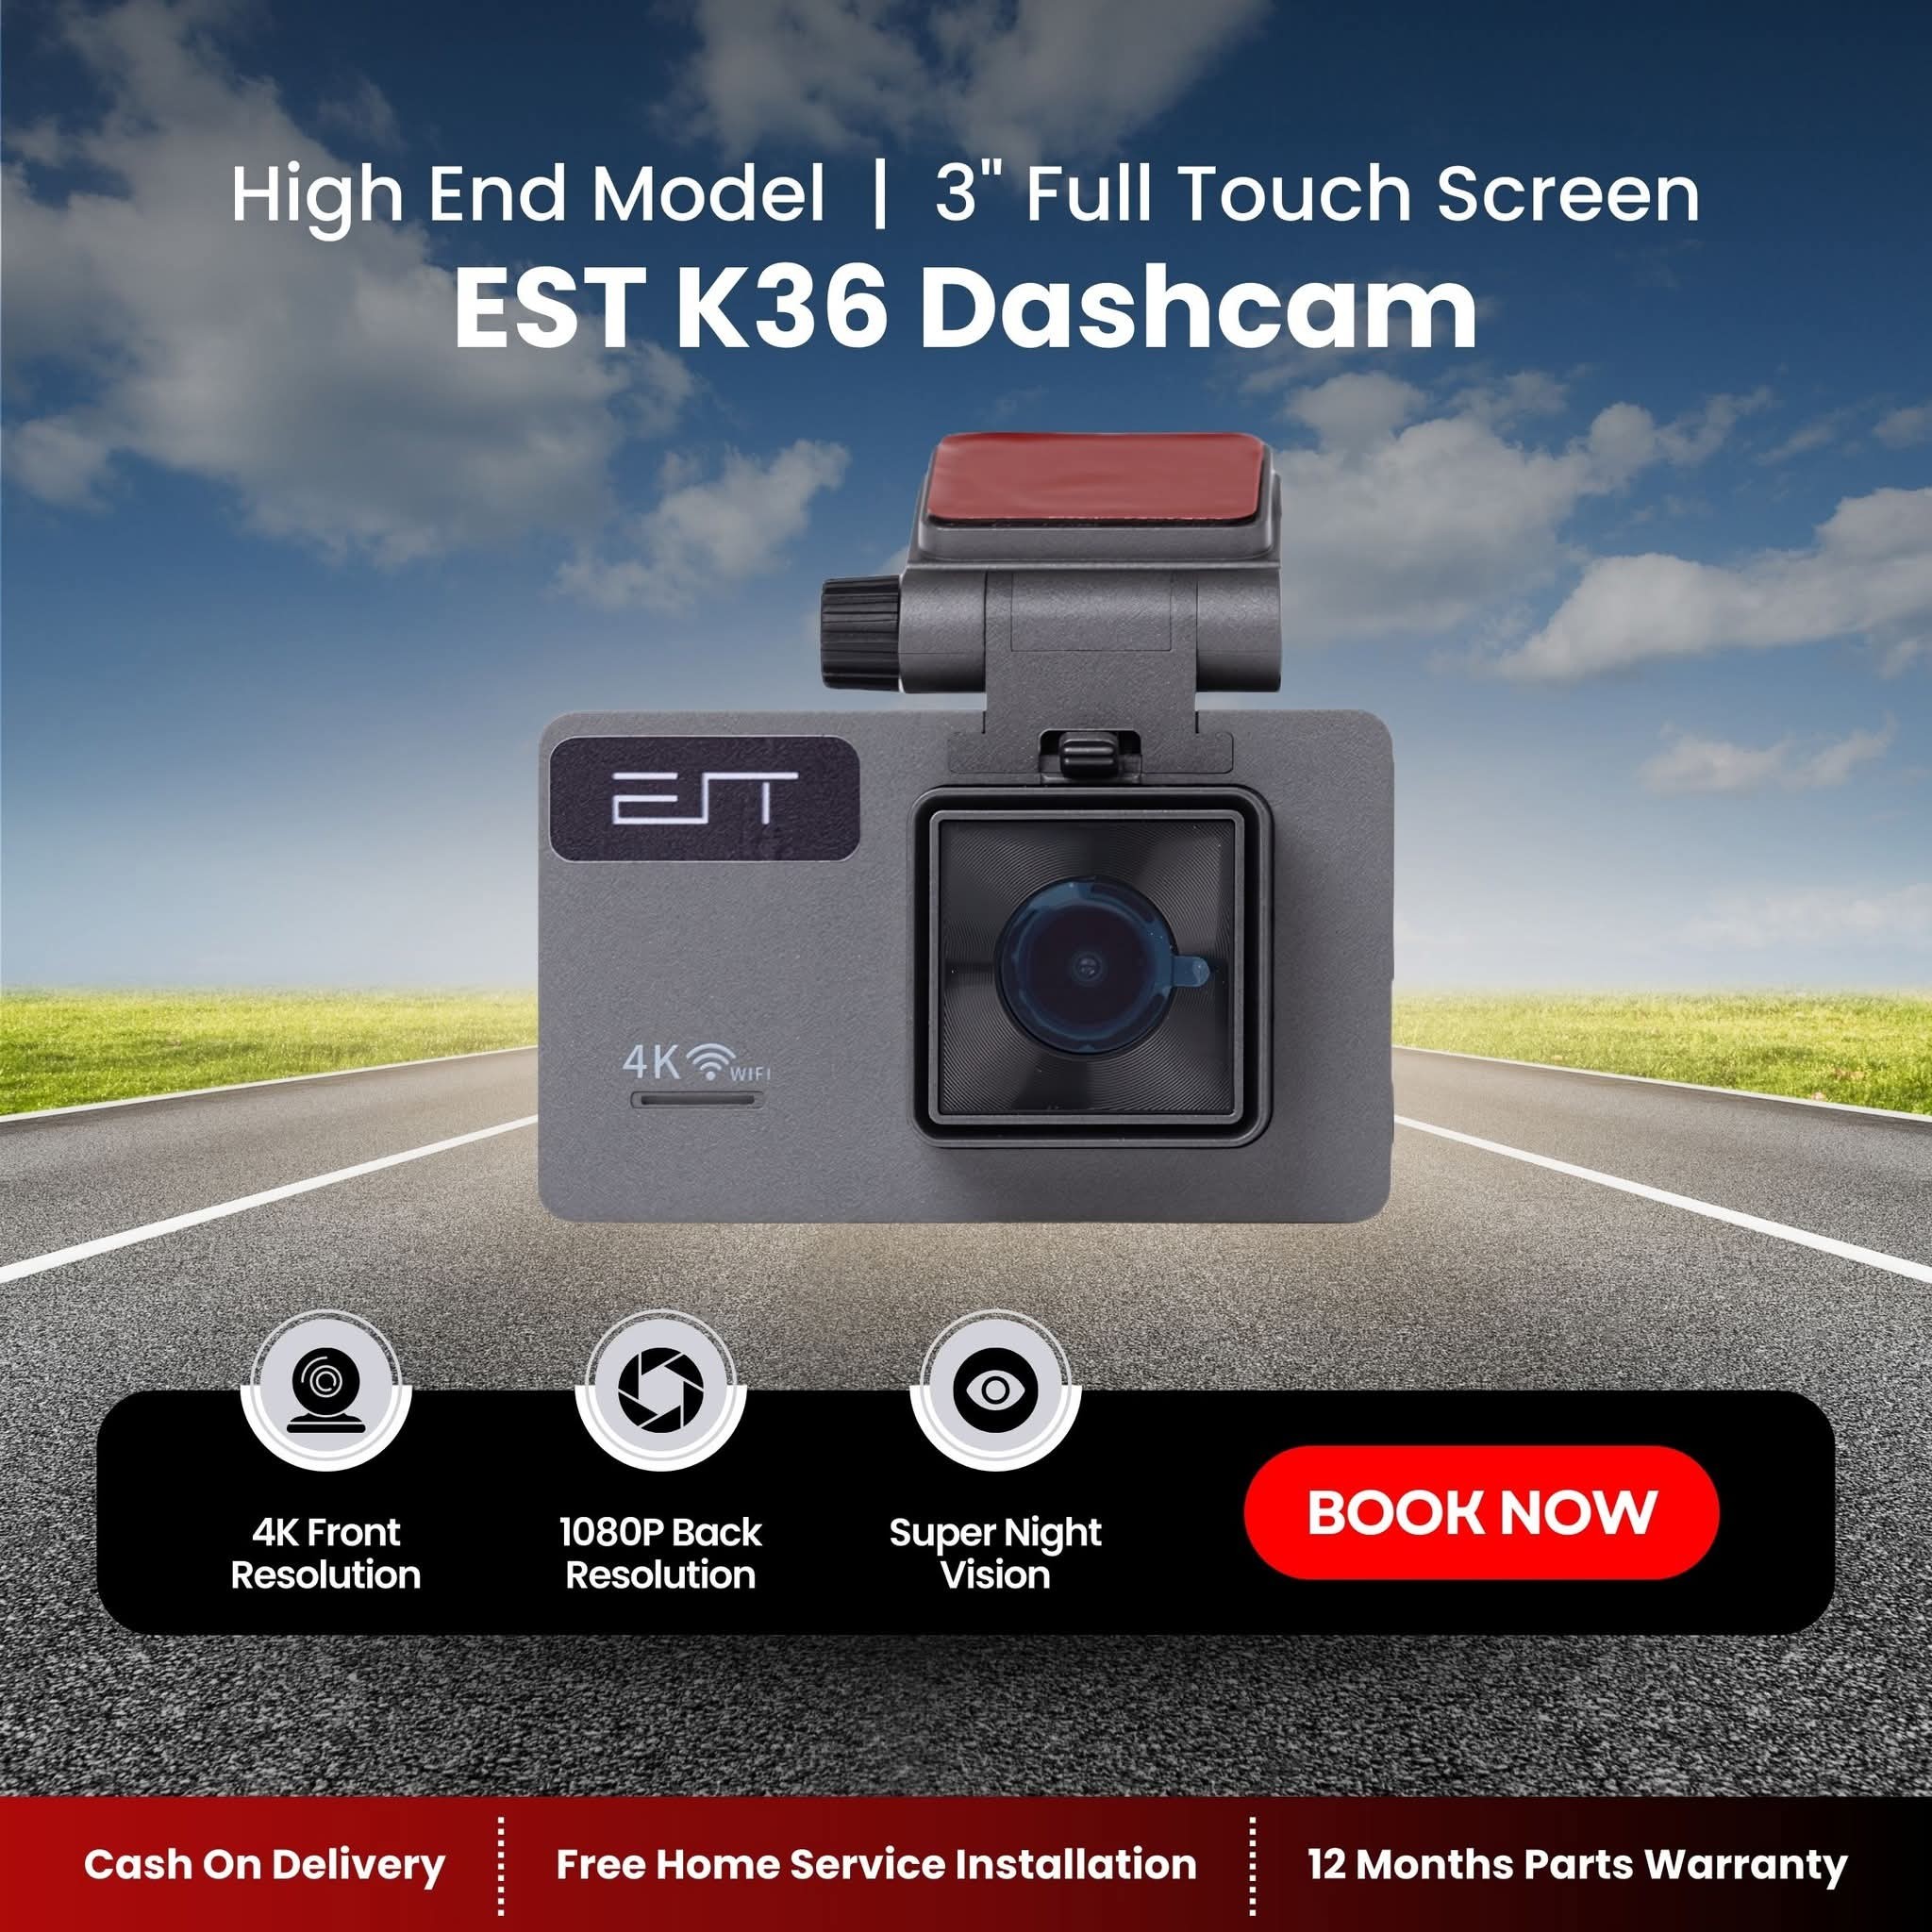 High End Model | 3" Full Touch Screen
EST K36 Dashcam
EST
4K WIFI
4K Front
Resolution
1080P Back
Resolution
Super Night
Vision
BOOK NOW
Cash On Delivery
Free Home Service Installation
12 Months Parts Warranty